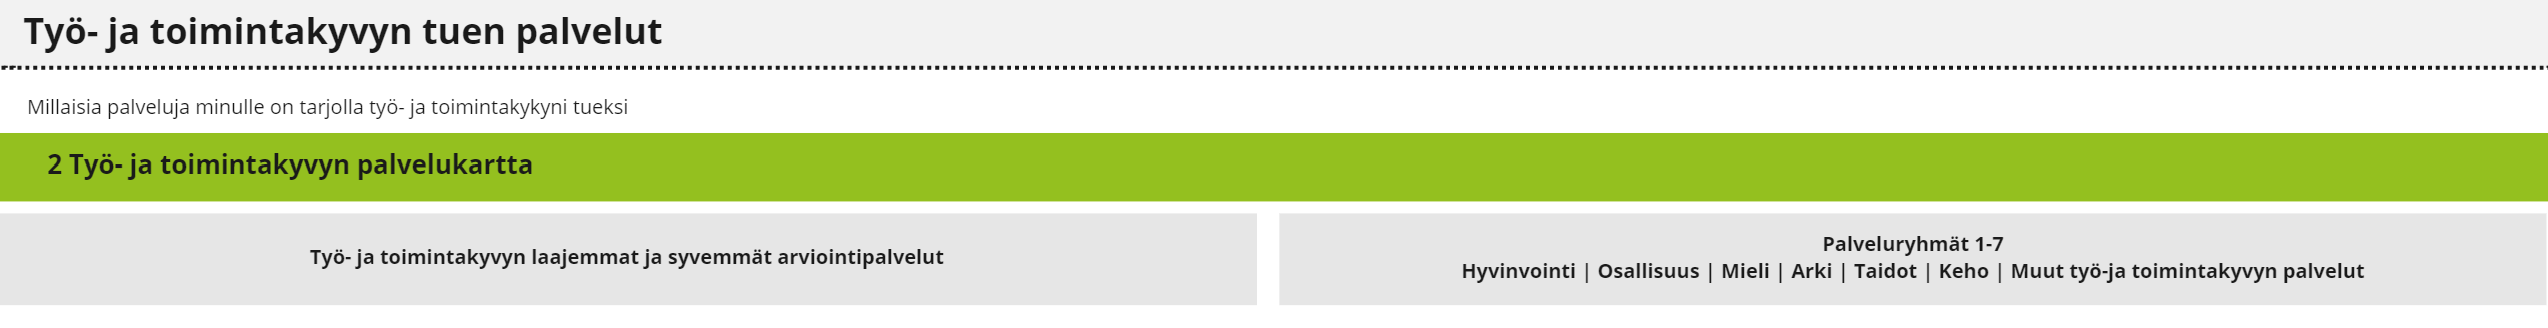 Työ- ja toimintakyvyn tuen palvelut
Millaisia palveluja minulle on tarjolla työ- ja toimintakykyni tueksi
2 Työ- ja toimintakyvyn palvelukartta
Työ- ja toimintakyvyn laajemmat ja syvemmät arviointipalvelut
Palveluryhmät 1-7
Hyvinvointi | Osallisuus | Mieli | Arki | Taidot | Keho | Muut työ-ja toimintakyvyn palvelut